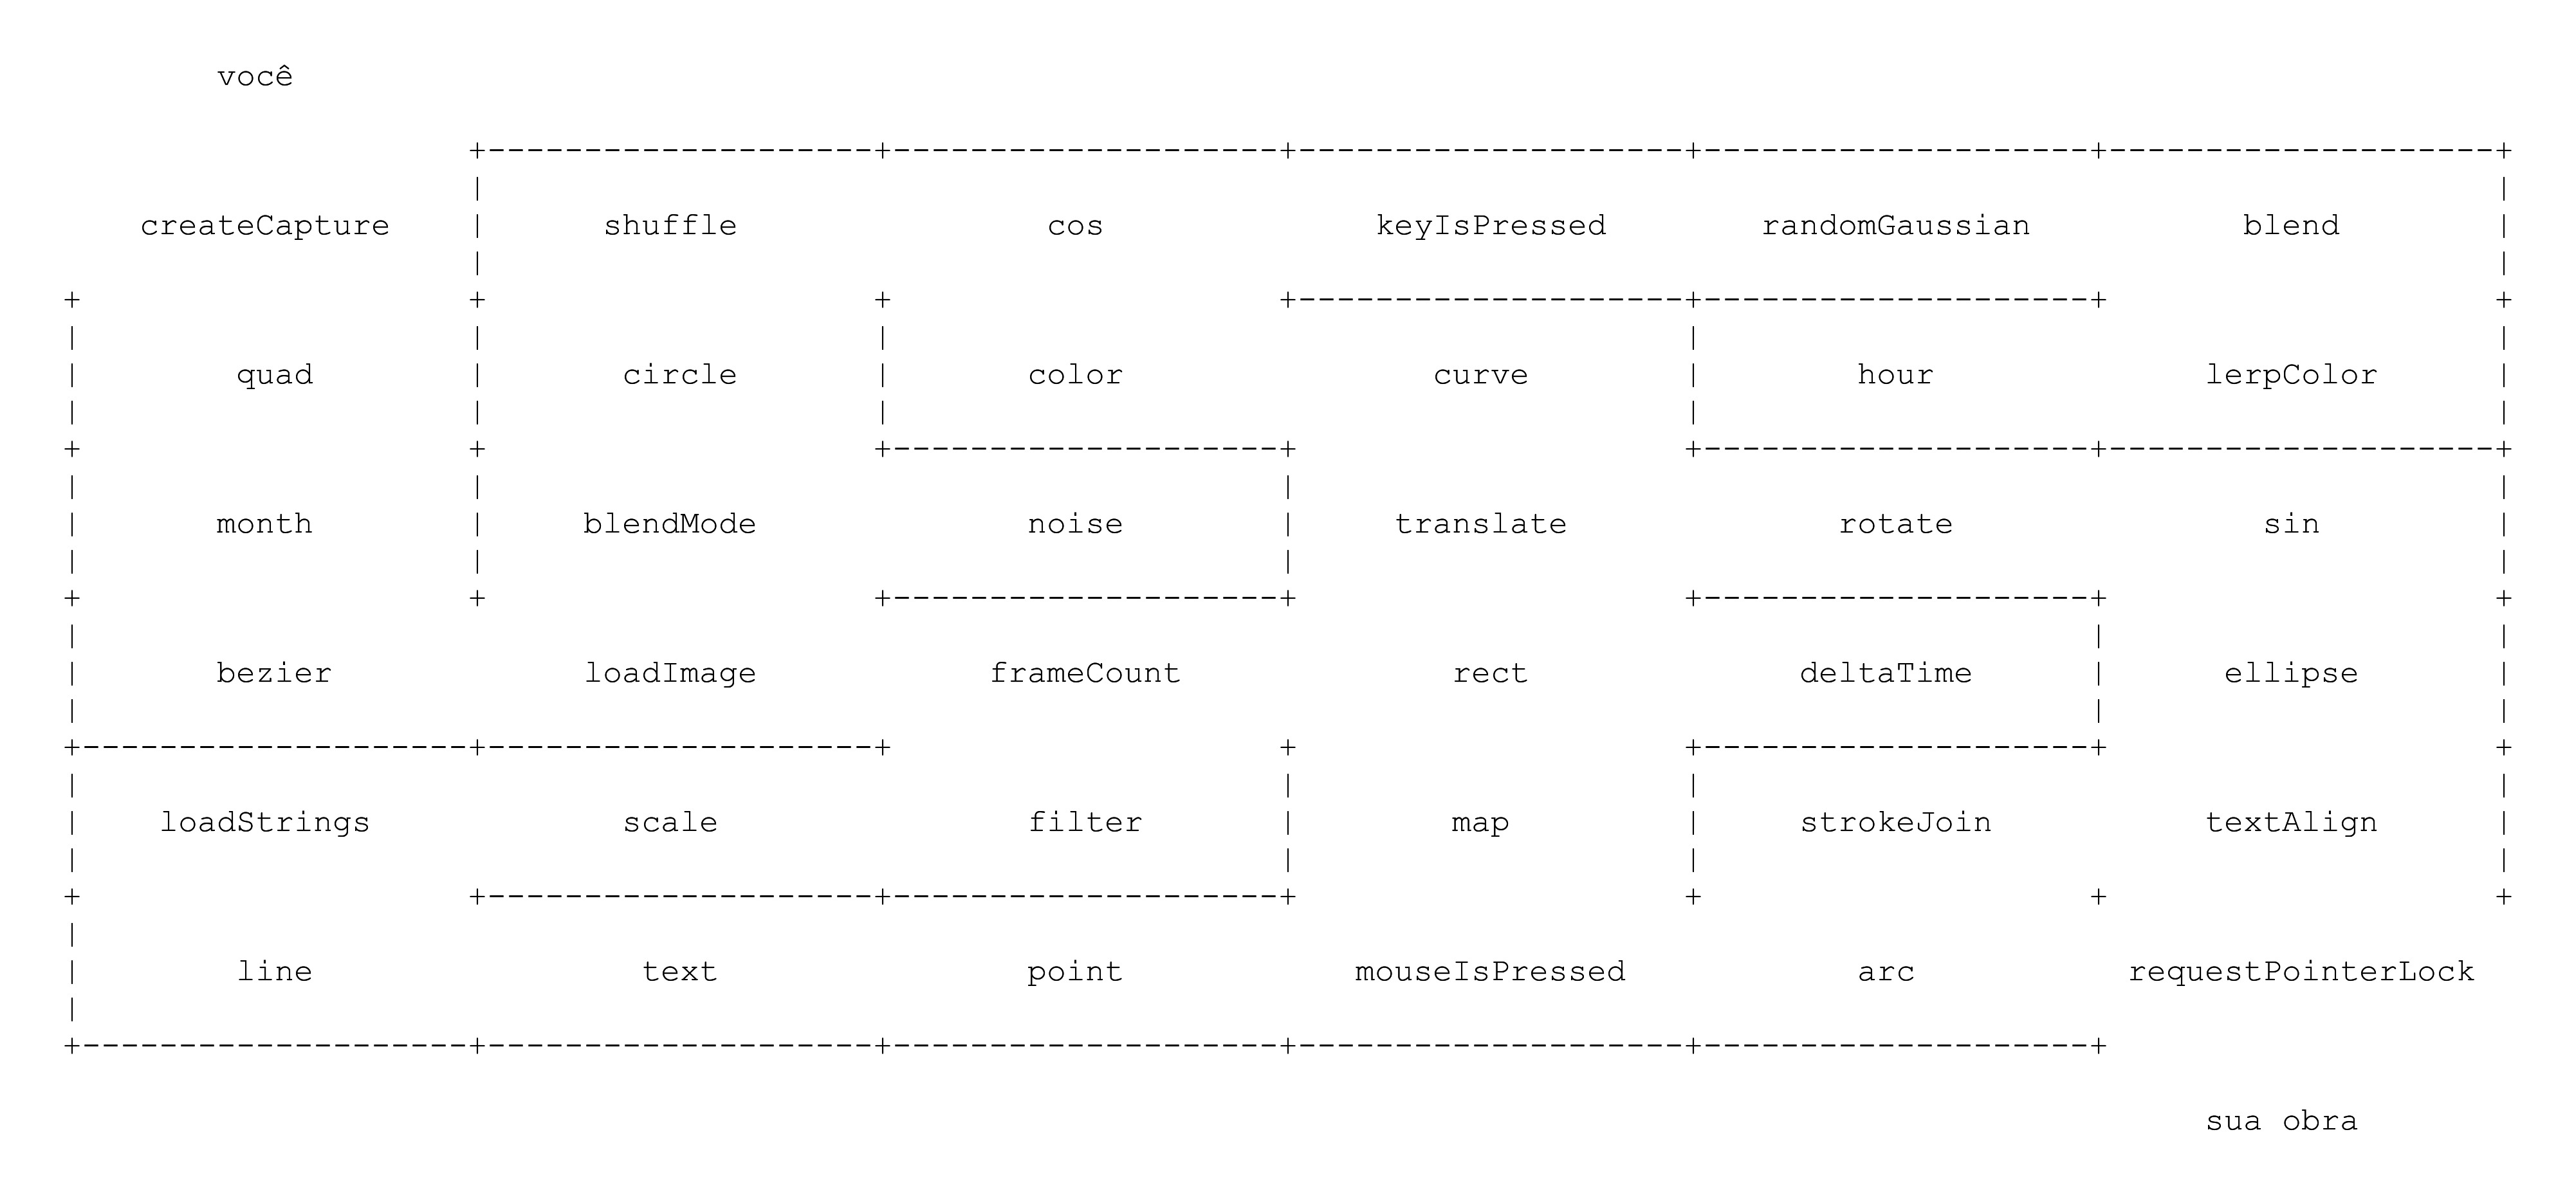 você
createCapture shuffle cos keyIsPressed randomGaussian blend
quad circle color curve hour lerpColor
month blendMode noise translate rotate sin
bezier loadImage frameCount rect deltaTime ellipse
loadStrings scale filter map strokeJoin textAlign
line text point mouseIsPressed arc requestPointerLock
sua obra